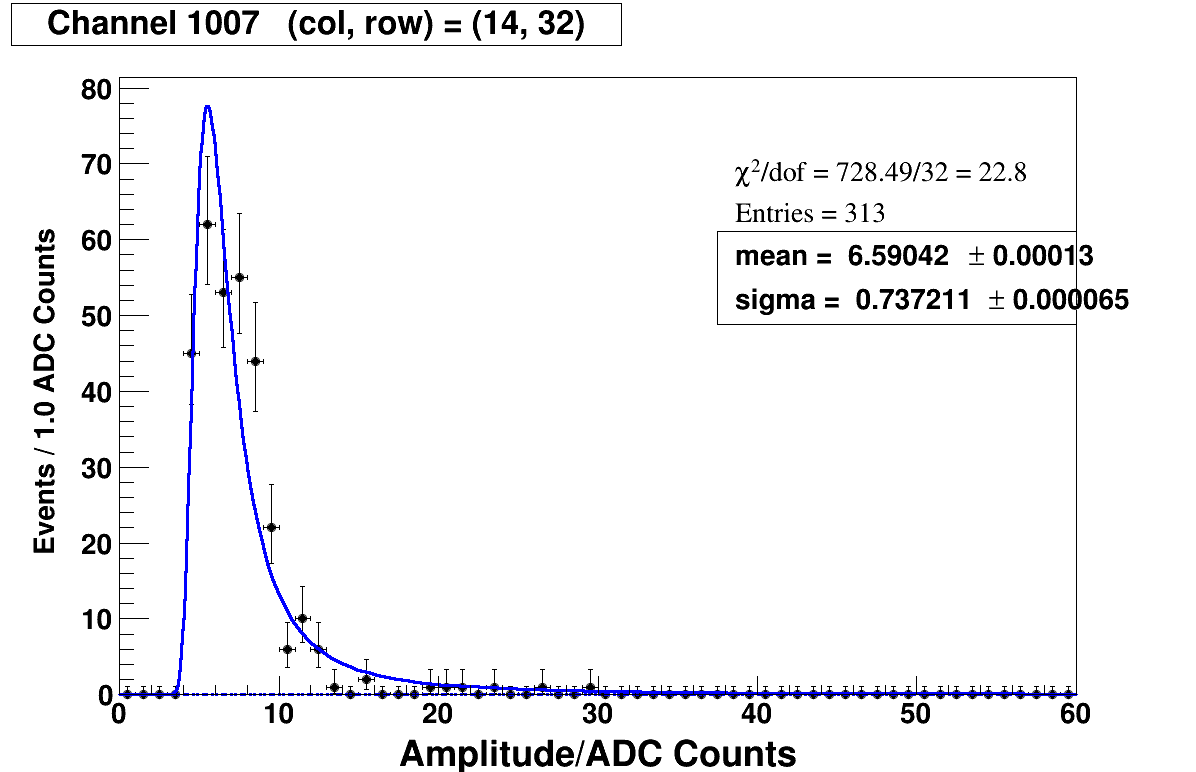 Channel 1007 (col, row) = (14, 32)
80
70
60
50
40
30
20
10
0
Events / 1.0 ADC Counts
χ²/dof = 728.49/32 = 22.8
Entries = 313
mean = 6.59042 ± 0.00013
sigma = 0.737211 ± 0.000065
0 10 20 30 40 50 60
Amplitude/ADC Counts